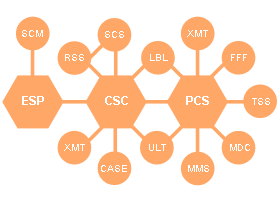 SCM
SCS
XMT
RSS
LBL
FFF
ESP
CSC
PCS
TSS
XMT
ULT
MDC
CASE
MMS